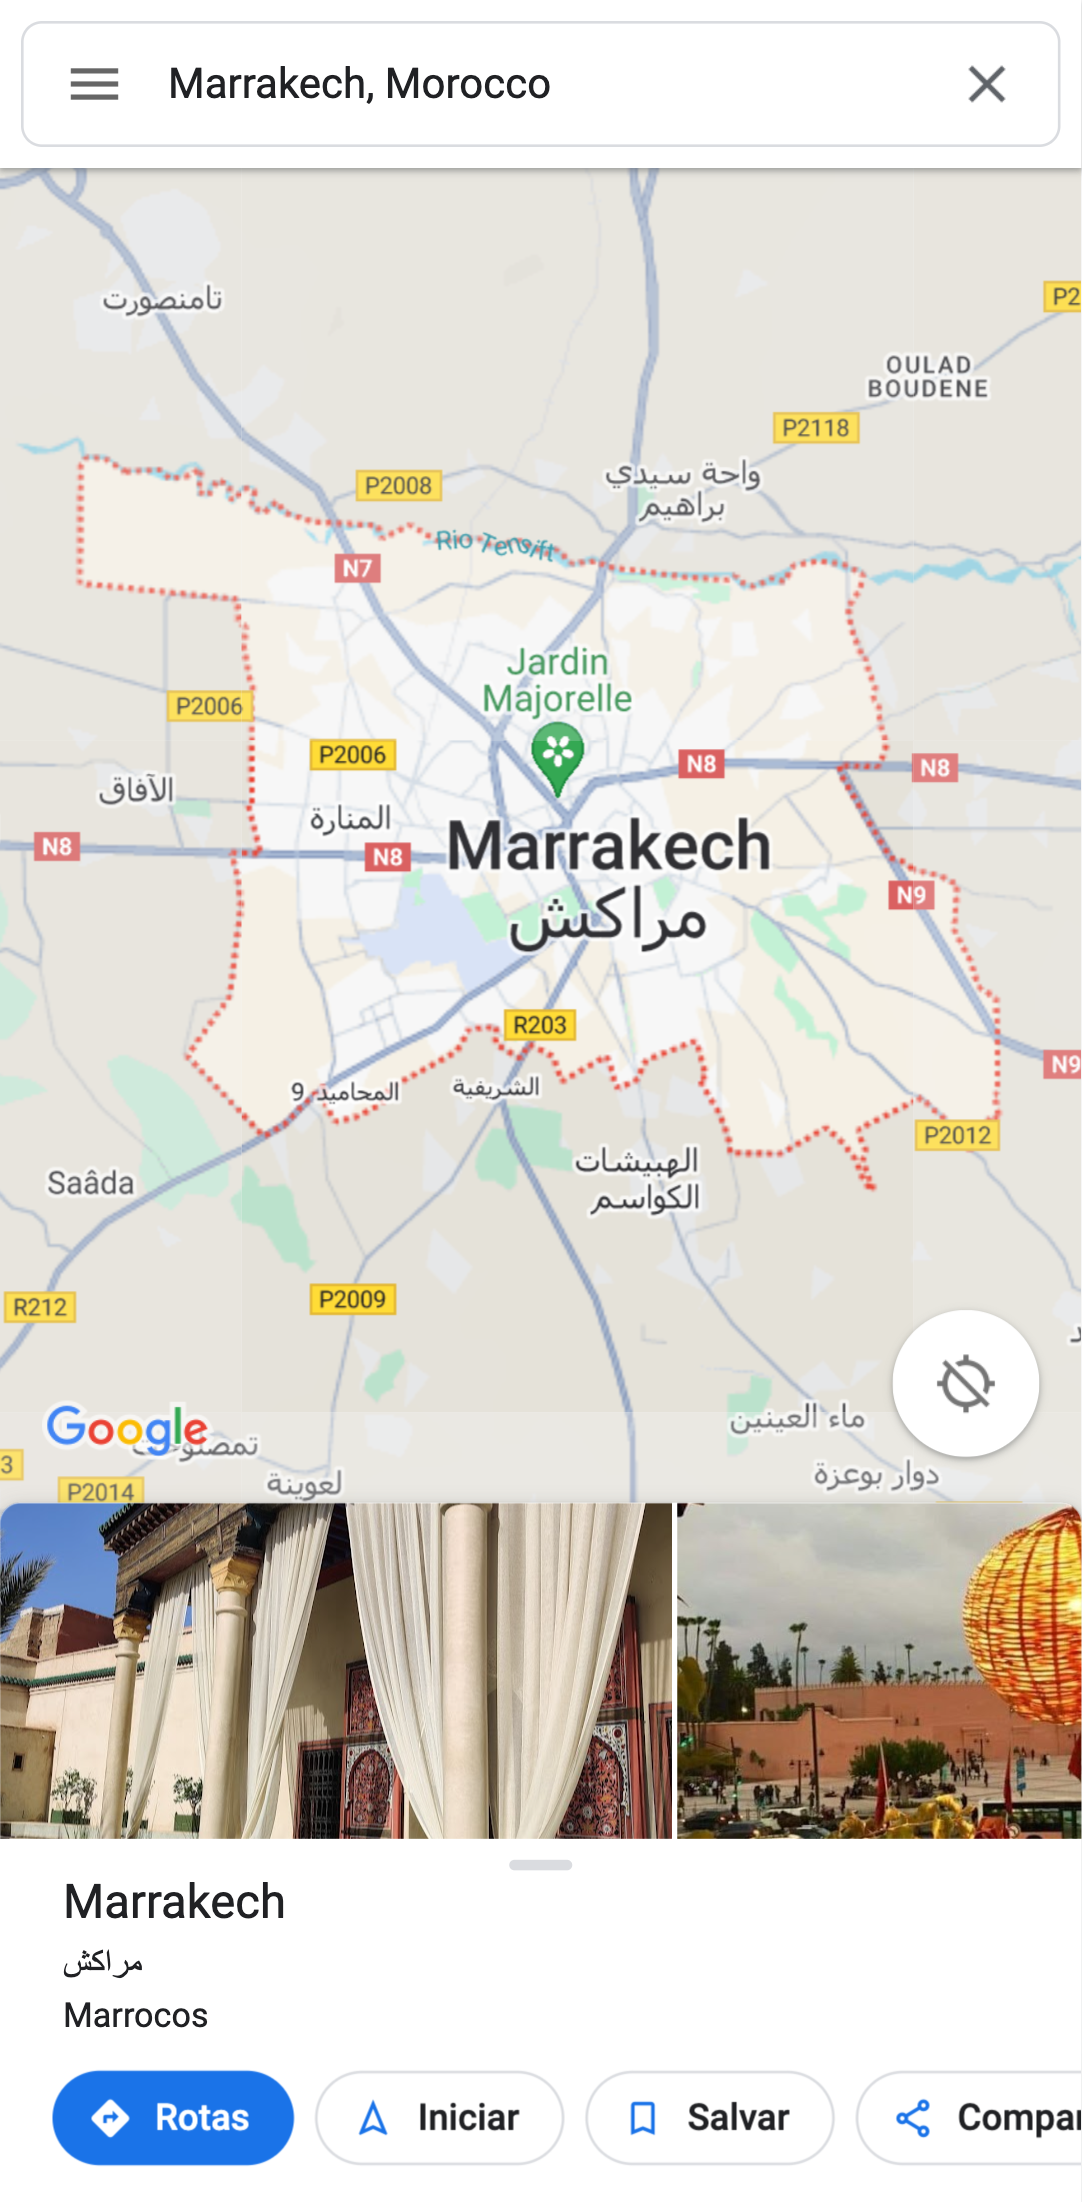 Marrakech, Morocco
تامنصورت
P2
OULAD
BOUDENE
P2118
واحة سيدي
براهيم
P2008
Rio Tensift
N7
Jardin
Majorelle
P2006
P2006
N8
N8
الآفاق
المنارة
N8
N8
Marrakech
مراكش
N9
R203
N9
المحاميد 9
الشريفية
P2012
الهبيشات
الكواسم
Saâda
P2009
R212
Google
ماء العينين
3
لعوينة
دوار بوعزة
P2014
Marrakech
مراكش
Marrocos
Rotas
Iniciar
Salvar
Compar